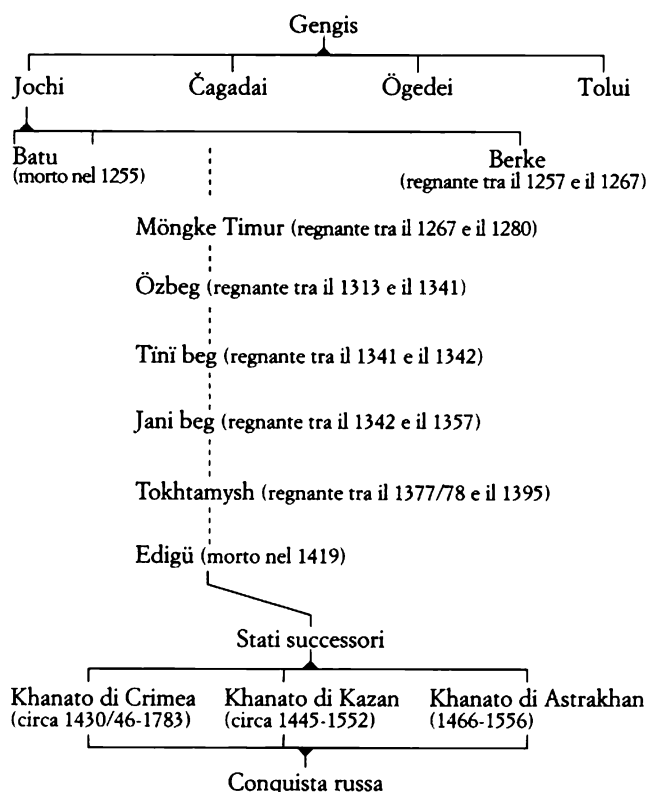 Gengis
Jochi Čagadai Ögedei Tolui
Batu
(morto nel 1255)
Berke
(regnante tra il 1257 e il 1267)
Möngke Timur (regnante tra il 1267 e il 1280)
Özbeg (regnante tra il 1313 e il 1341)
Tïnï beg (regnante tra il 1341 e il 1342)
Jani beg (regnante tra il 1342 e il 1357)
Tokhtamysh (regnante tra il 1377/78 e il 1395)
Edigü (morto nel 1419)
Stati successori
Khanato di Crimea
(circa 1430/46-1783)
Khanato di Kazan
(circa 1445-1552)
Khanato di Astrakhan
(1466-1556)
Conquista russa